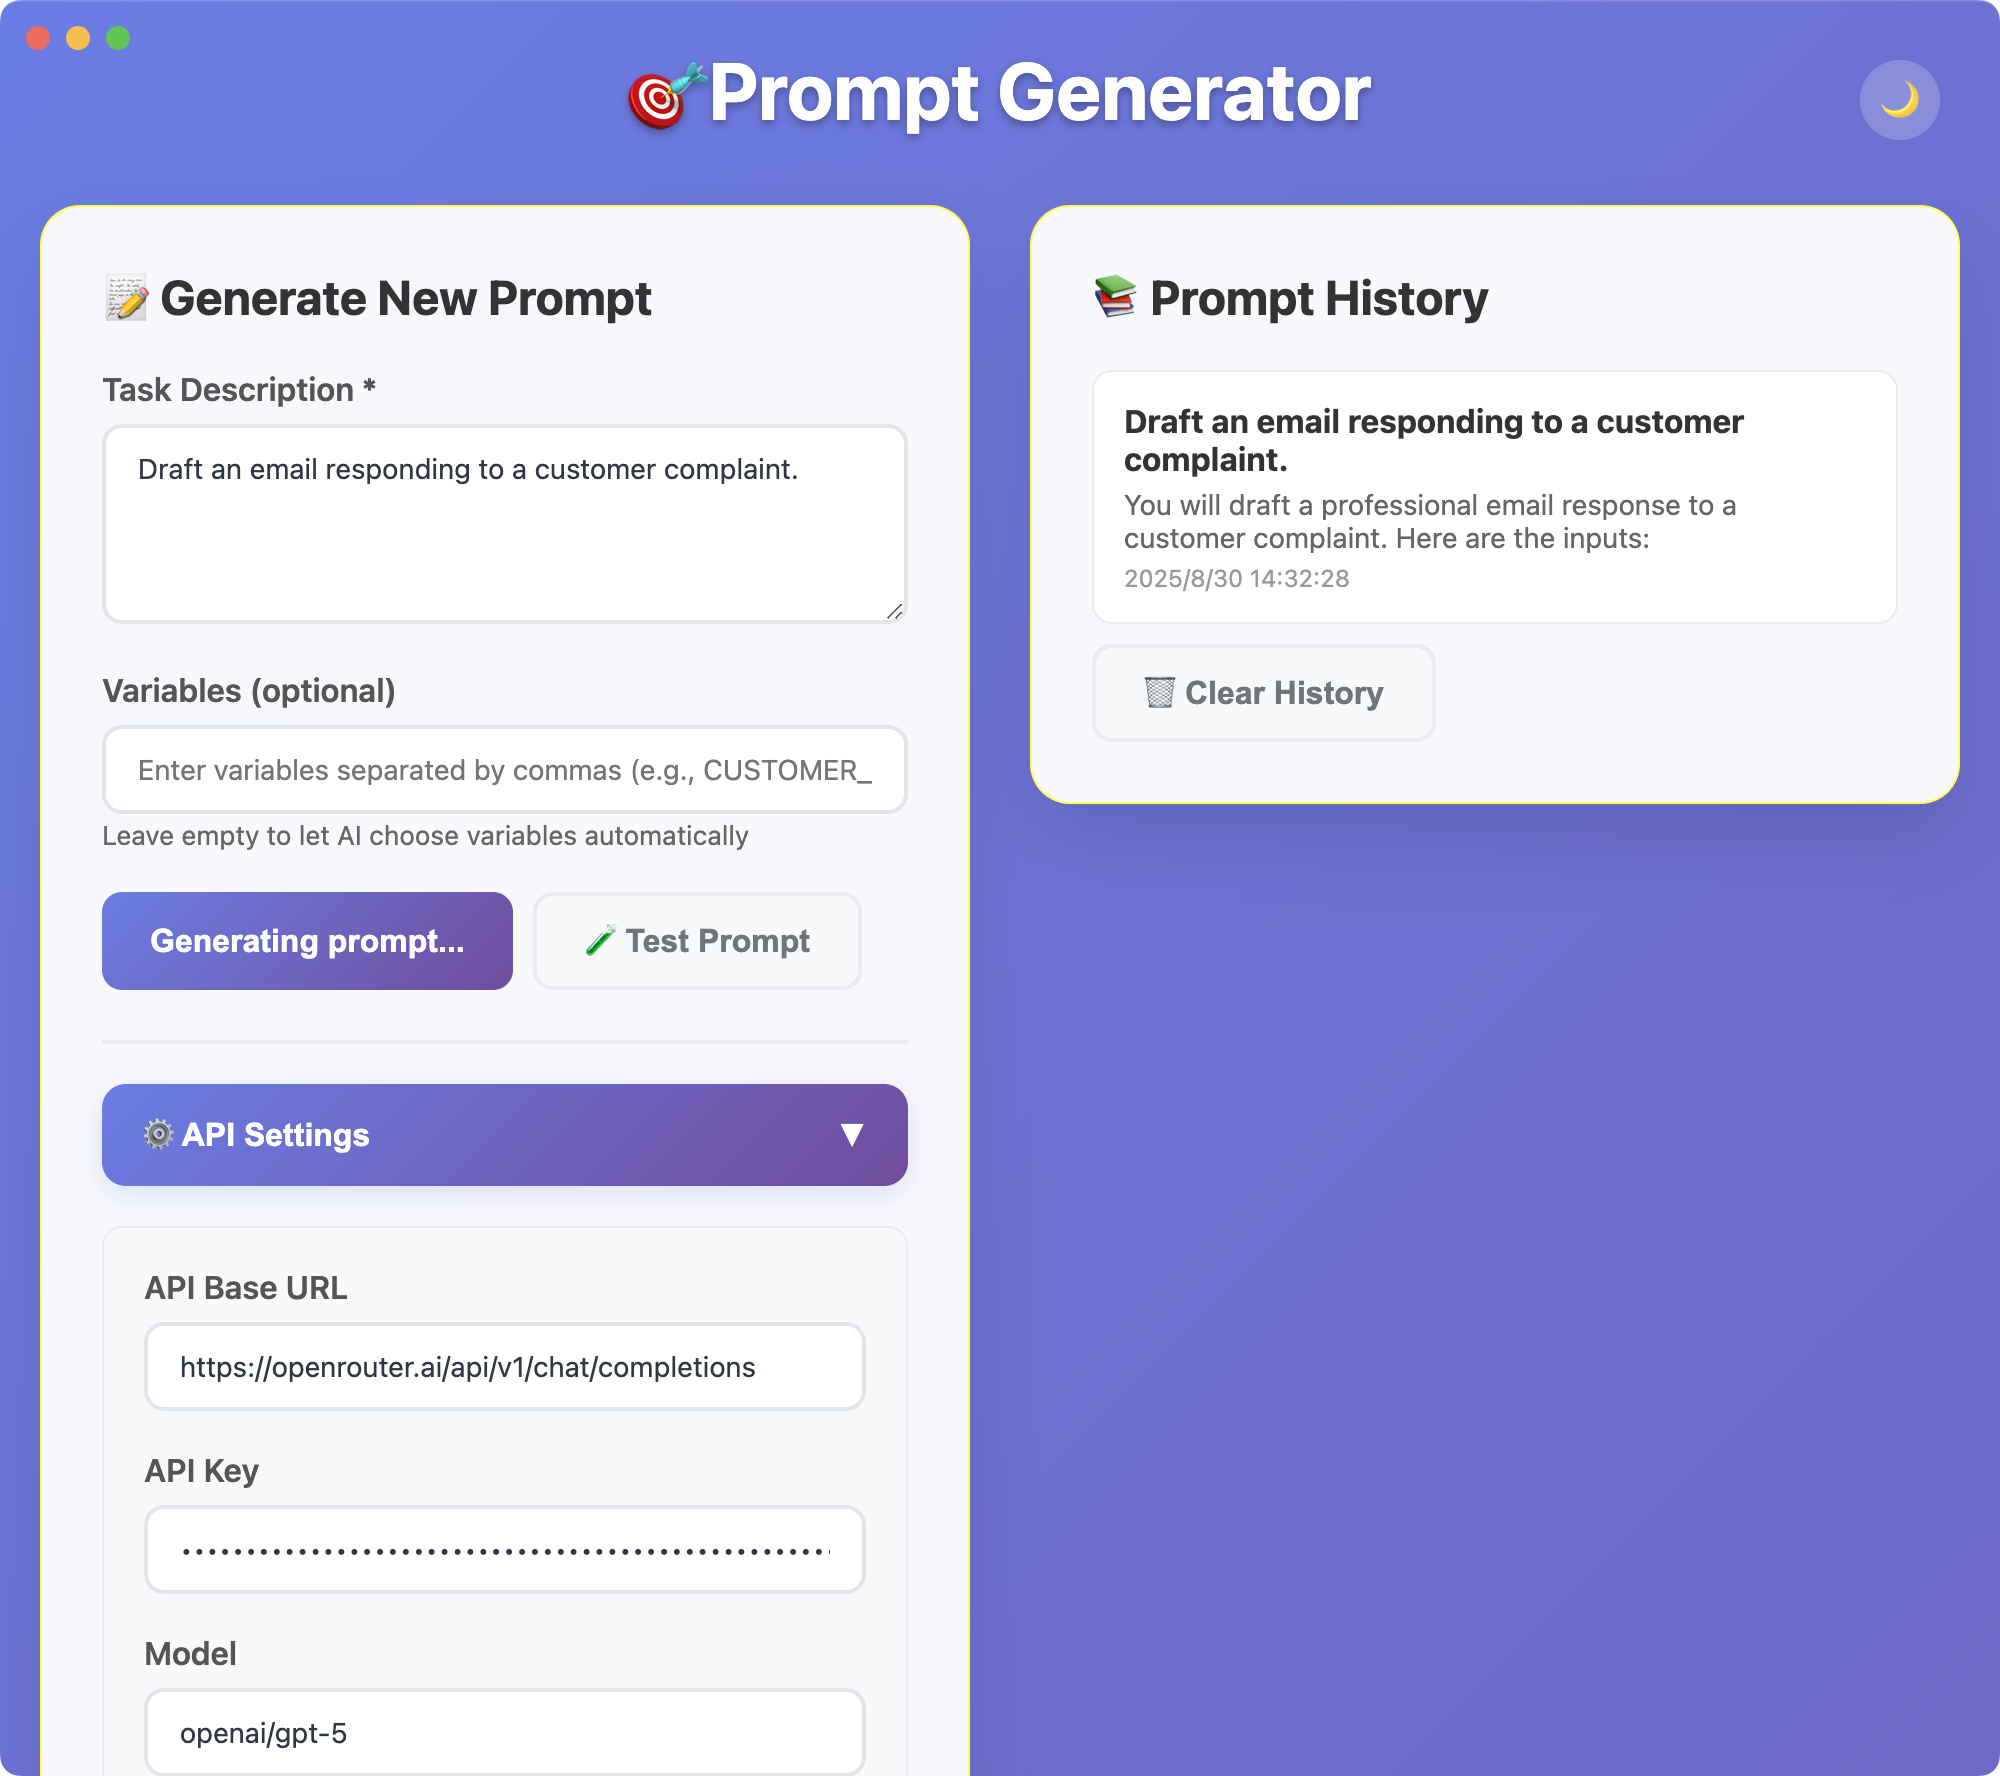 Prompt Generator
Generate New Prompt
Task Description *
Draft an email responding to a customer complaint.
Variables (optional)
Enter variables separated by commas (e.g., CUSTOMER_
Leave empty to let AI choose variables automatically
Generating prompt...
Test Prompt
API Settings
API Base URL
https://openrouter.ai/api/v1/chat/completions
API Key
Model
openai/gpt-5
Prompt History
Draft an email responding to a customer
complaint.
You will draft a professional email response to a
customer complaint. Here are the inputs:
2025/8/30 14:32:28
Clear History